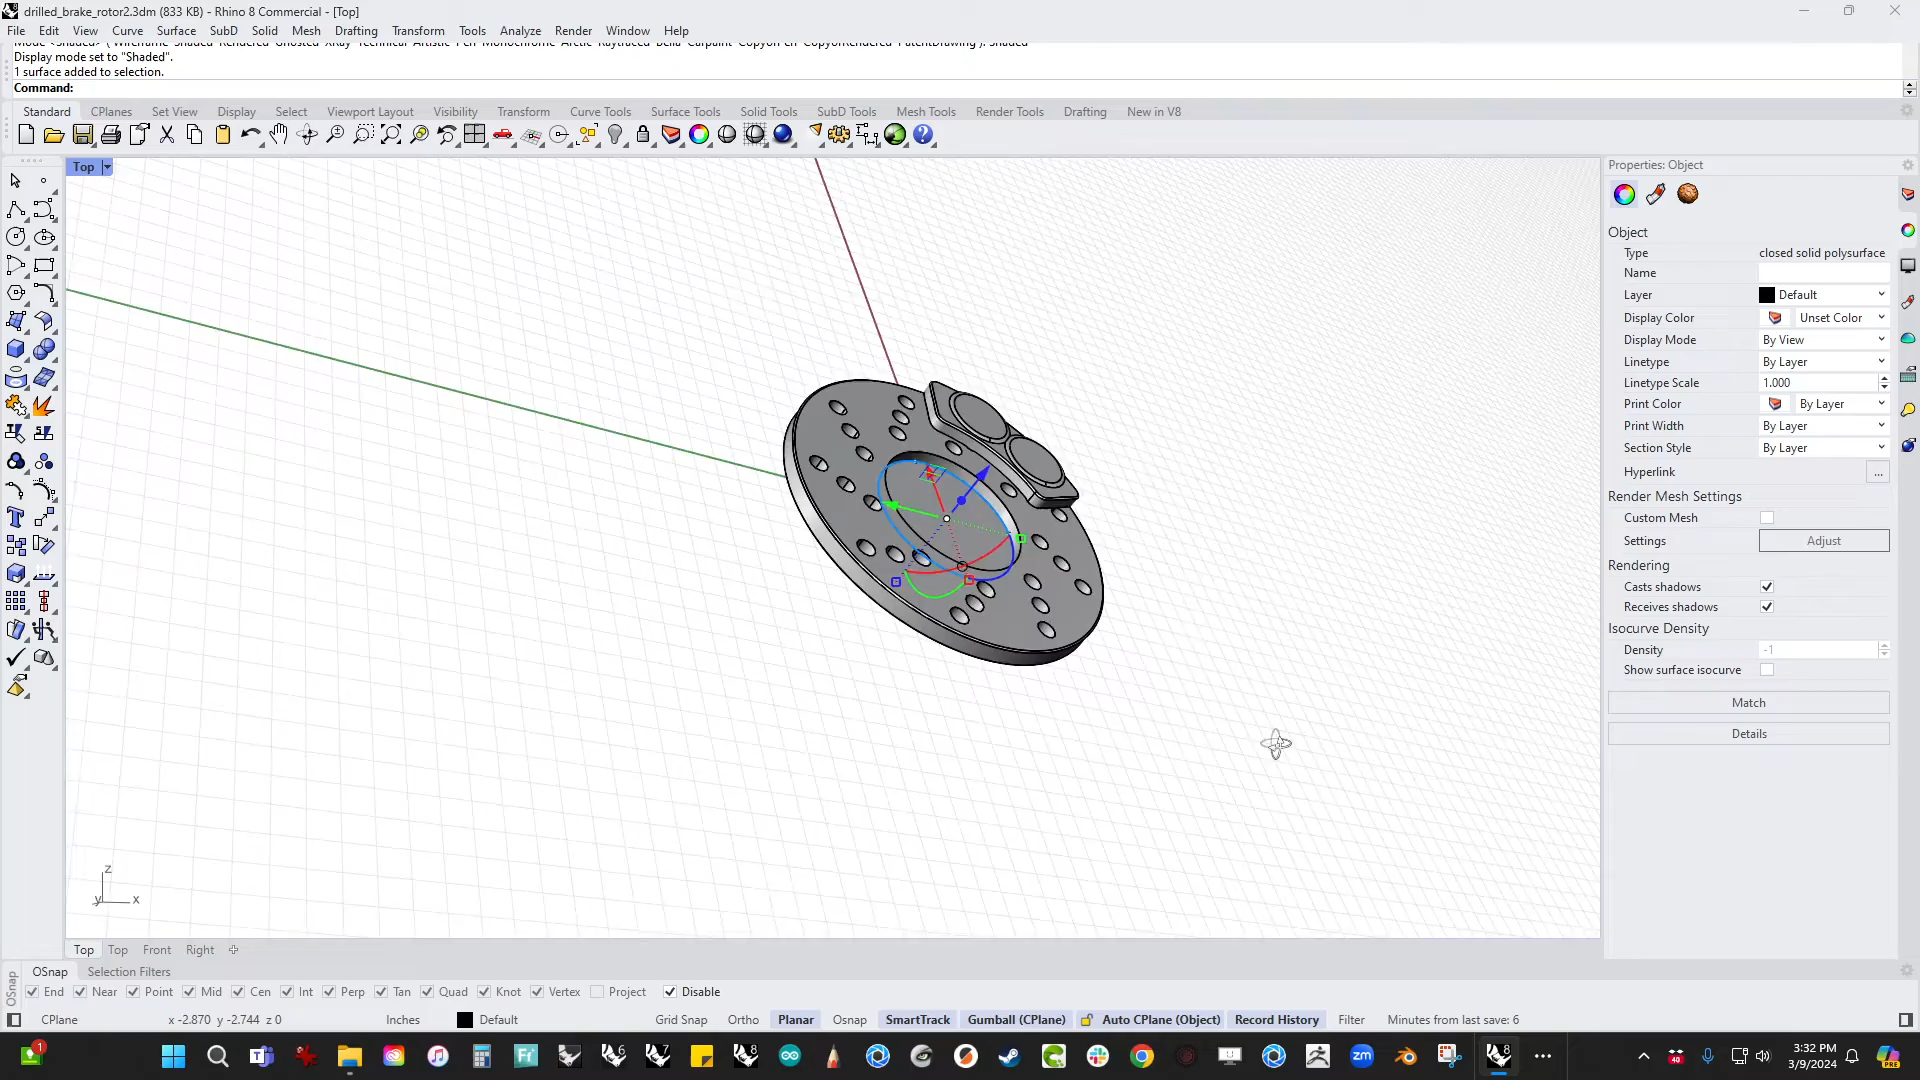 drilled_brake_rotor2.3dm (833 KB) - Rhino 8 Commercial - [Top]
File Edit View Curve Surface SubD Solid Mesh Drafting Transform Tools Analyze Render Window Help
Display mode set to "Shaded".
1 surface added to selection.
Command:
Standard CPlanes Set View Display Select Viewport Layout Visibility Transform Curve Tools Surface Tools Solid Tools SubD Tools Mesh Tools Render Tools Drafting New in V8
Top
Properties: Object
Object
Type closed solid polysurface
Name
Layer Default
Display Color Unset Color
Display Mode By View
Linetype By Layer
Linetype Scale 1.000
Print Color By Layer
Print Width By Layer
Section Style By Layer
Hyperlink ...
Render Mesh Settings
Custom Mesh
Settings Adjust
Rendering
Casts shadows
Receives shadows
Isocurve Density
Density -1
Show surface isocurve
Match
Details
z
y x
Top Top Front Right
OSnap Selection Filters
OSnap
End Near Point Mid Cen Int Perp Tan Quad Knot Vertex Project Disable
CPlane x -2.870 y -2.744 z 0 Inches Default Grid Snap Ortho Planar Osnap SmartTrack Gumball (CPlane) Auto CPlane (Object) Record History Filter Minutes from last save: 6
3:32 PM
3/9/2024